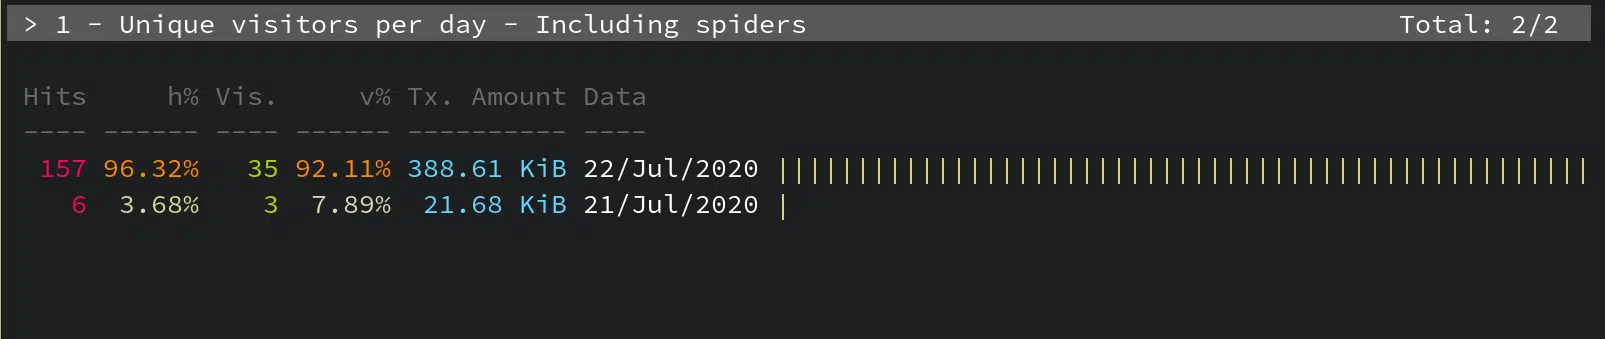 > 1 - Unique visitors per day - Including spiders Total: 2/2
Hits h% Vis. v% Tx. Amount Data
---- ------ ---- ------ ---------- ----
157 96.32% 35 92.11% 388.61 KiB 22/Jul/2020 |||||||||||||||||||||||||||||||||||||||||||||||||||
6 3.68% 3 7.89% 21.68 KiB 21/Jul/2020 |